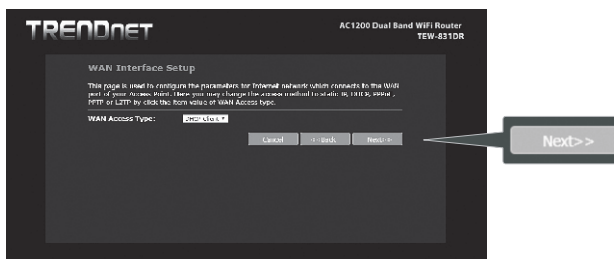 TRENDnet
AC1200 Dual Band WiFi Router
TEW-831DR
WAN Interface Setup
This page is used to configure the parameters for Internet network which connects to the WAN
port of your Access Point. Here you may change the access method to static IP, DHCP, PPPoE,
PPTP or L2TP by click the item value of WAN Access type.
WAN Access Type: DHCP Client
Cancel <<Back Next>>
Next>>